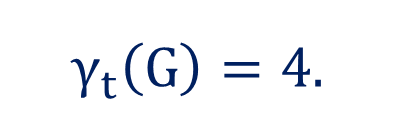 γₜ(G) = 4.